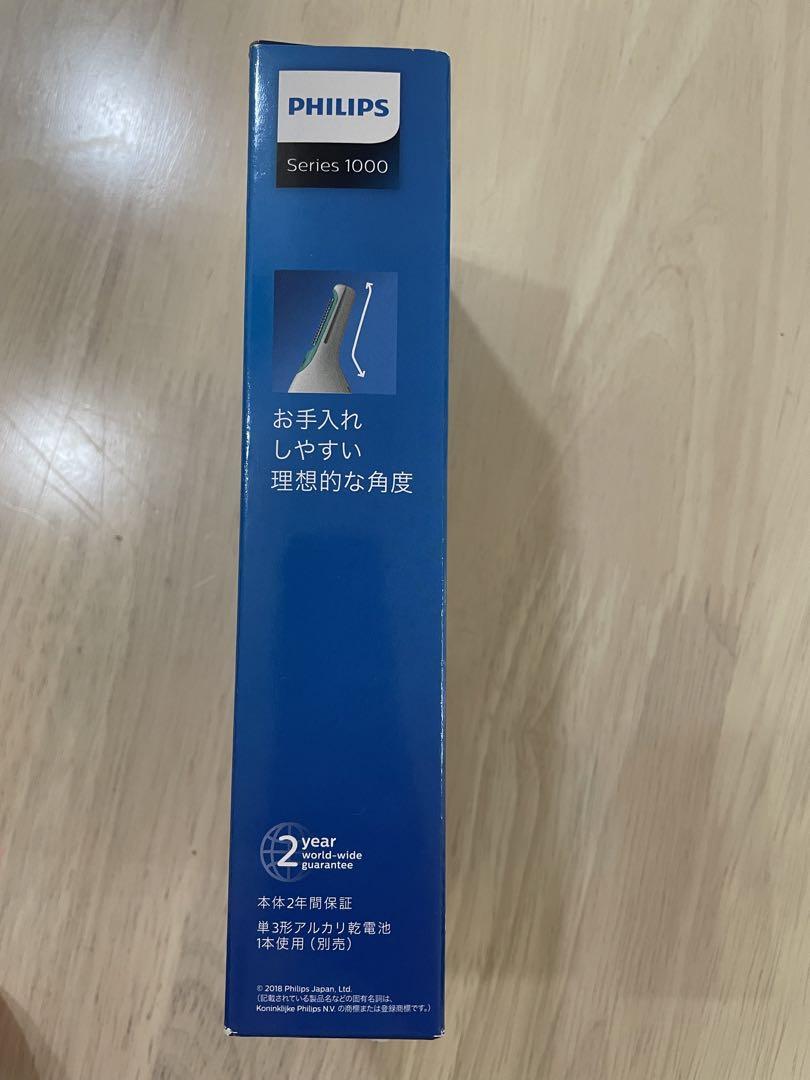 PHILIPS
Series 1000
お手入れ
しやすい
理想的な角度
2 year
world-wide
guarantee
本体2年間保証
単3形アルカリ乾電池
1本使用(別売)
© 2018 Philips Japan, Ltd.
(記載されている製品名などの固有名詞は、
Koninklijke Philips N.V. の商標または登録商標です。)